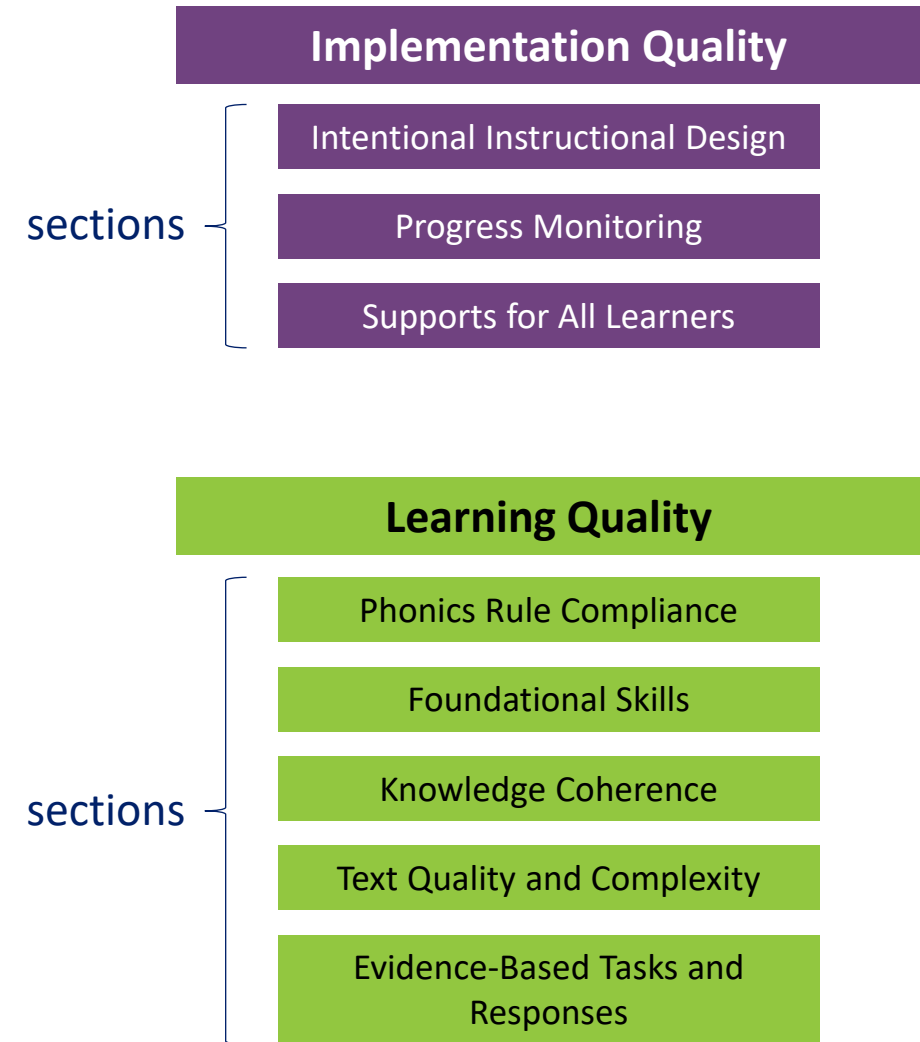 Implementation Quality
sections
Intentional Instructional Design
Progress Monitoring
Supports for All Learners
Learning Quality
sections
Phonics Rule Compliance
Foundational Skills
Knowledge Coherence
Text Quality and Complexity
Evidence-Based Tasks and
Responses